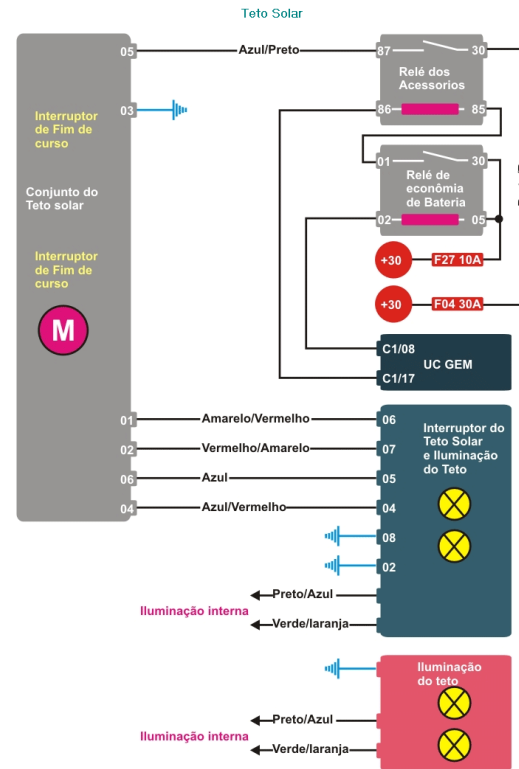 Teto Solar
05
Azul/Preto
87
30
Relé dos
Acessorios
86
85
03
Interruptor
de Fim de
curso
01
30
Relé de
econômia
de Bateria
02
05
Conjunto do
Teto solar
Interruptor
de Fim de
curso
M
+30
F27 10A
+30
F04 30A
C1/08
UC GEM
C1/17
01
Amarelo/Vermelho
06
02
Vermelho/Amarelo
07
06
Azul
05
04
Azul/Vermelho
04
Interruptor do
Teto Solar
e Iluminação
do Teto
08
02
Preto/Azul
Iluminação interna
Verde/laranja
Iluminação
do teto
Preto/Azul
Iluminação interna
Verde/laranja